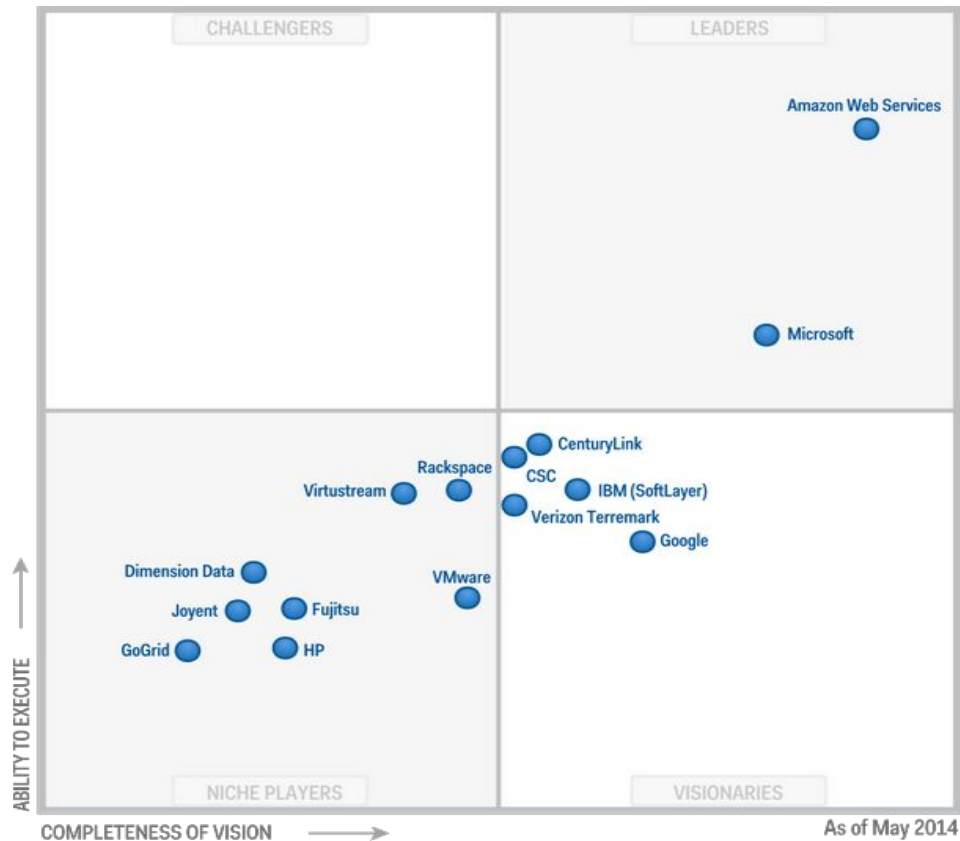 CHALLENGERS
LEADERS
Amazon Web Services
Microsoft
CenturyLink
CSC
Rackspace
Virtustream
IBM (SoftLayer)
Verizon Terremark
Google
Dimension Data
VMware
Joyent
Fujitsu
GoGrid
HP
ABILITY TO EXECUTE
NICHE PLAYERS
VISIONARIES
COMPLETENESS OF VISION
As of May 2014